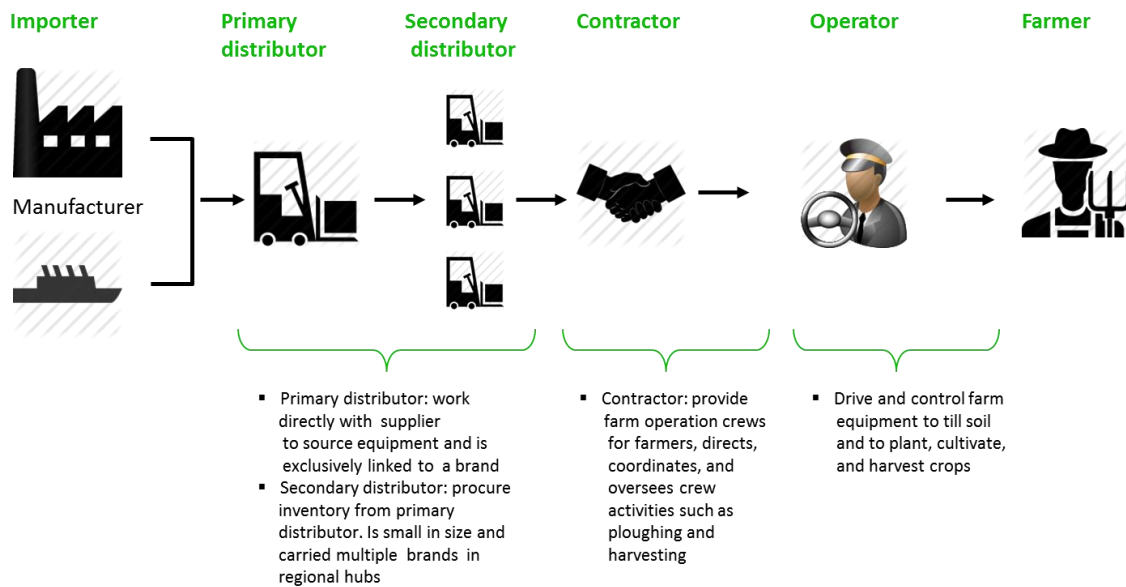 Importer
Primary
distributor
Secondary
distributor
Contractor
Operator
Farmer
Manufacturer
▪ Primary distributor: work
directly with supplier
to source equipment and is
exclusively linked to a brand
▪ Secondary distributor: procure
inventory from primary
distributor. Is small in size and
carried multiple brands in
regional hubs
▪ Contractor: provide
farm operation crews
for farmers, directs,
coordinates, and
oversees crew
activities such as
ploughing and
harvesting
▪ Drive and control farm
equipment to till soil
and to plant, cultivate,
and harvest crops